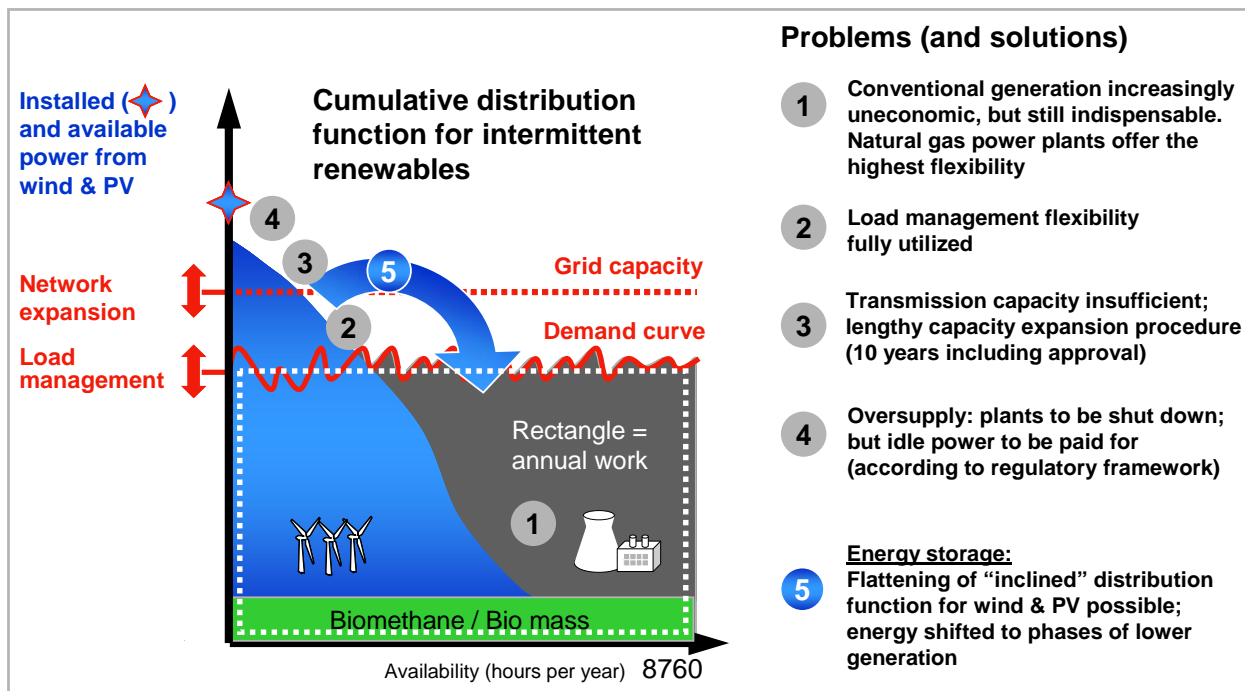 Problems (and solutions)
Installed ( )
and available
power from
wind & PV
Cumulative distribution
function for intermittent
renewables
4
3
5
2
1
Network
expansion
Load
management
Grid capacity
Demand curve
Rectangle =
annual work
Biomethane / Bio mass
Availability (hours per year) 8760
1
Conventional generation increasingly
uneconomic, but still indispensable.
Natural gas power plants offer the
highest flexibility
2
Load management flexibility
fully utilized
3
Transmission capacity insufficient;
lengthy capacity expansion procedure
(10 years including approval)
4
Oversupply: plants to be shut down;
but idle power to be paid for
(according to regulatory framework)
5
Energy storage:
Flattening of “inclined” distribution
function for wind & PV possible;
energy shifted to phases of lower
generation